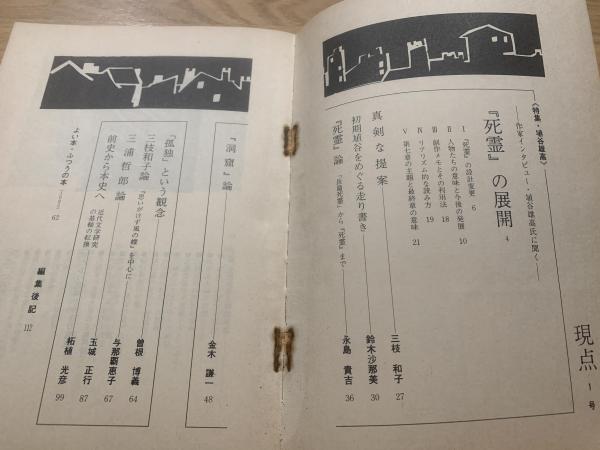 現点 1号
《特集・埴谷雄高》
――作家インタビュー・埴谷雄高氏に聞く――
『死霊』の展開 4
I 『死霊』の設計変更 6
II 人物たちの意味と今後の発展 10
III 創作メモとその利用法 18
IV リアリズム的な読み方 19
V 第七章の主題と最終章の意味 21
真剣な提案 三枝 和子 27
初期埴谷をめぐる走り書き 鈴木沙那美 30
『死霊』論 「洞窟死霊」から『死霊』まで 永島 貴吉 36
『洞窟』論 金木 謙一 48
「孤独」という観念 曽根 博義 64
三枝和子論 『思いがけず風の蝶』を中心に 与那覇恵子 67
三浦哲郎論 玉城 正行 87
前史から本史へ 近代文学研究の基軸の転換 柘植 光彦 99
よい本・ふつうの本 62
編集後記 112